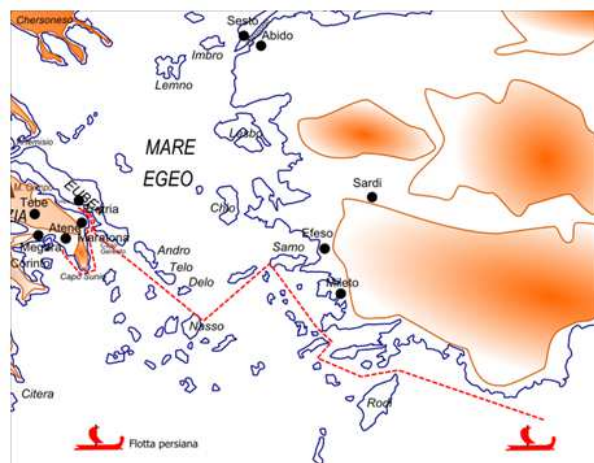 Chersoneso
Sesto
Abido
Imbro
Lemno
MARE
EGEO
Lesbo
Sardi
Chio
EUBEA
Tebe
Atene
Maratona
Megara
Corinto
Capo Sunio
Andro
Telo
Delo
Samo
Efeso
Mileto
Nasso
Rodi
Citera
Flotta persiana